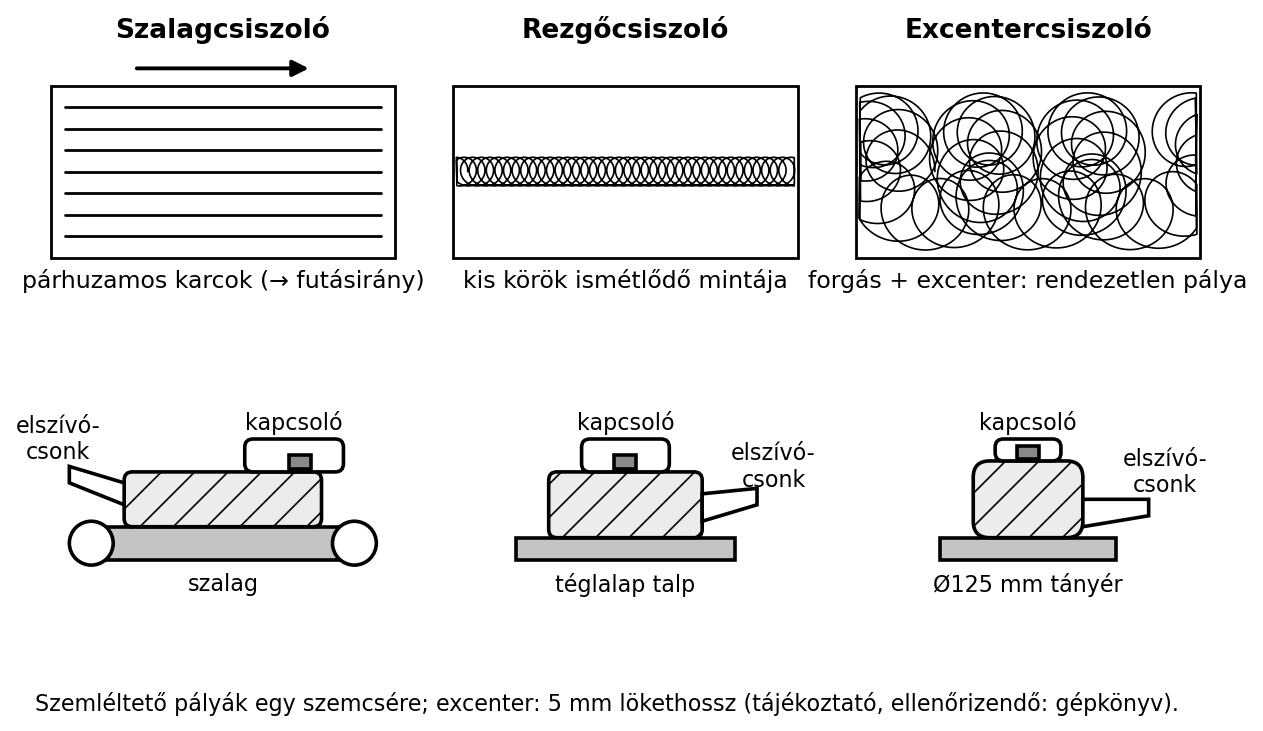 Szalagcsiszoló
Rezgőcsiszoló
Excentercsiszoló
párhuzamos karcok (→ futásirány)
kis körök ismétlődő mintája
forgás + excenter: rendezetlen pálya
elszívó-
csonk
kapcsoló
szalag
kapcsoló
elszívó-
csonk
téglalap talp
kapcsoló
elszívó-
csonk
Ø125 mm tányér
Szemléltető pályák egy szemcsére; excenter: 5 mm lökethossz (tájékoztató, ellenőrizendő: gépkönyv).